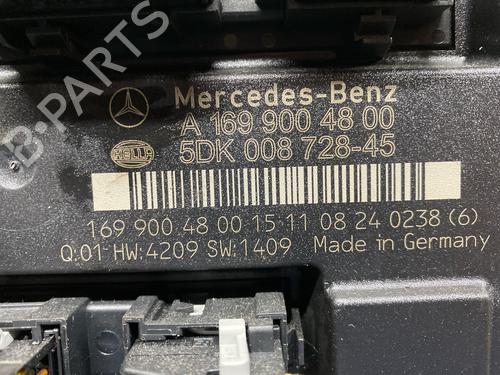 Mercedes-Benz
A 169 900 48 00
HELLA
5DK 008 728-45
169 900 48 00 15 11 08 24 0238 (6)
Q:01 HW:4209 SW:1409 Made in Germany
B-PARTS